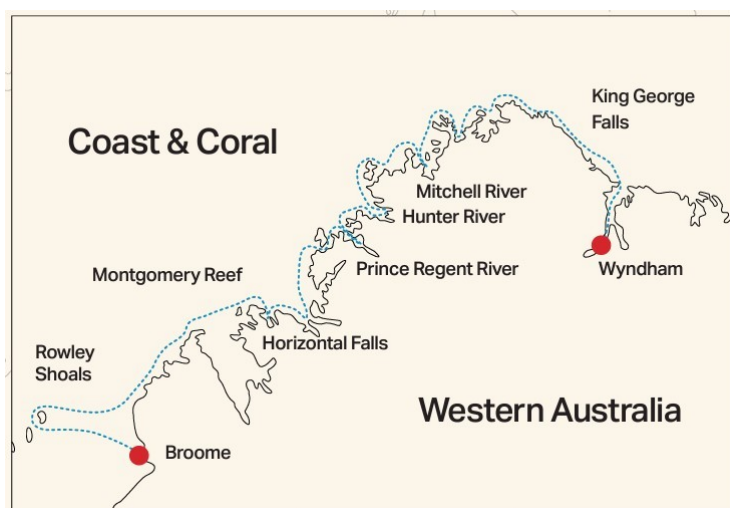 King George
Falls
Coast & Coral
Mitchell River
Hunter River
Prince Regent River
Wyndham
Montgomery Reef
Horizontal Falls
Rowley
Shoals
Western Australia
Broome